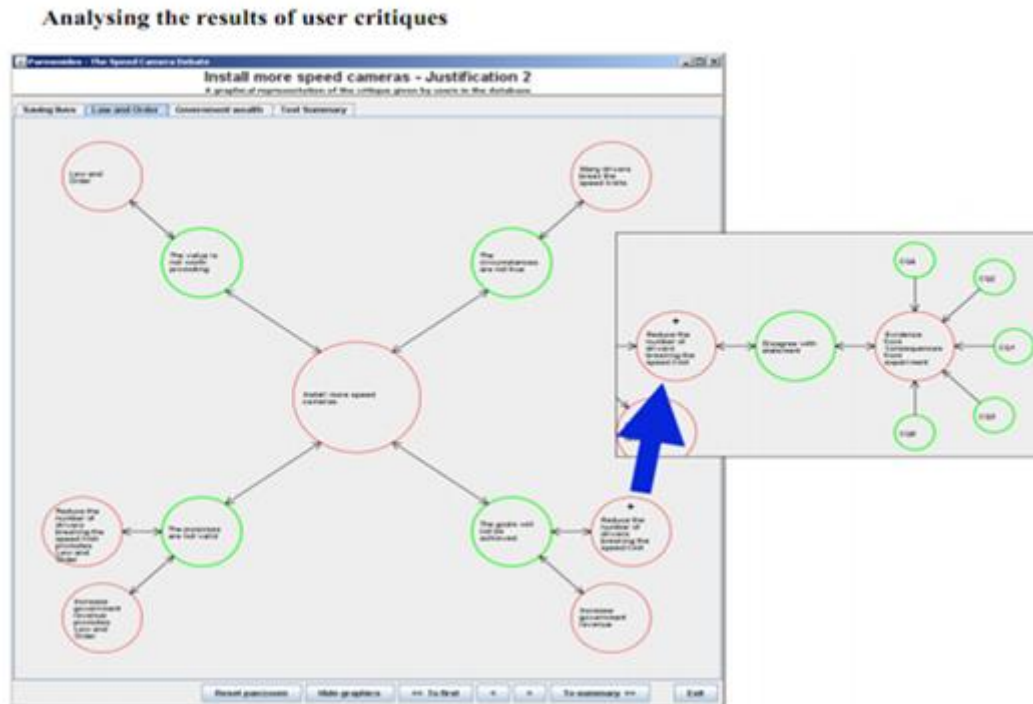 Analysing the results of user critiques
Parmenides - The Speed Camera Debate
Install more speed cameras - Justification 2
A graphical representation of the critique given by users in the database
Saving lives
Law and Order
Government wealth
Text Summary
Law and
Order
Many drivers
break the
speed limits
The value is
not worth
promoting
The
circumstances
are not true
Install more speed
cameras
Reduce the
number of
drivers
breaking the
speed limit
promotes
Law and
Order
The purposes
are not valid
The goals will
not be
achieved
+
Reduce the
number of
drivers
breaking the
speed limit
Increase
government
revenue
promotes
Law and
Order
Increase
government
revenue
+
Reduce the
number of
drivers
breaking the
speed limit
Disagree with
statement
Evidence
from
experiment
Reset panzoom
Hide graphics
<< To first
<
>
To summary >>
Exit